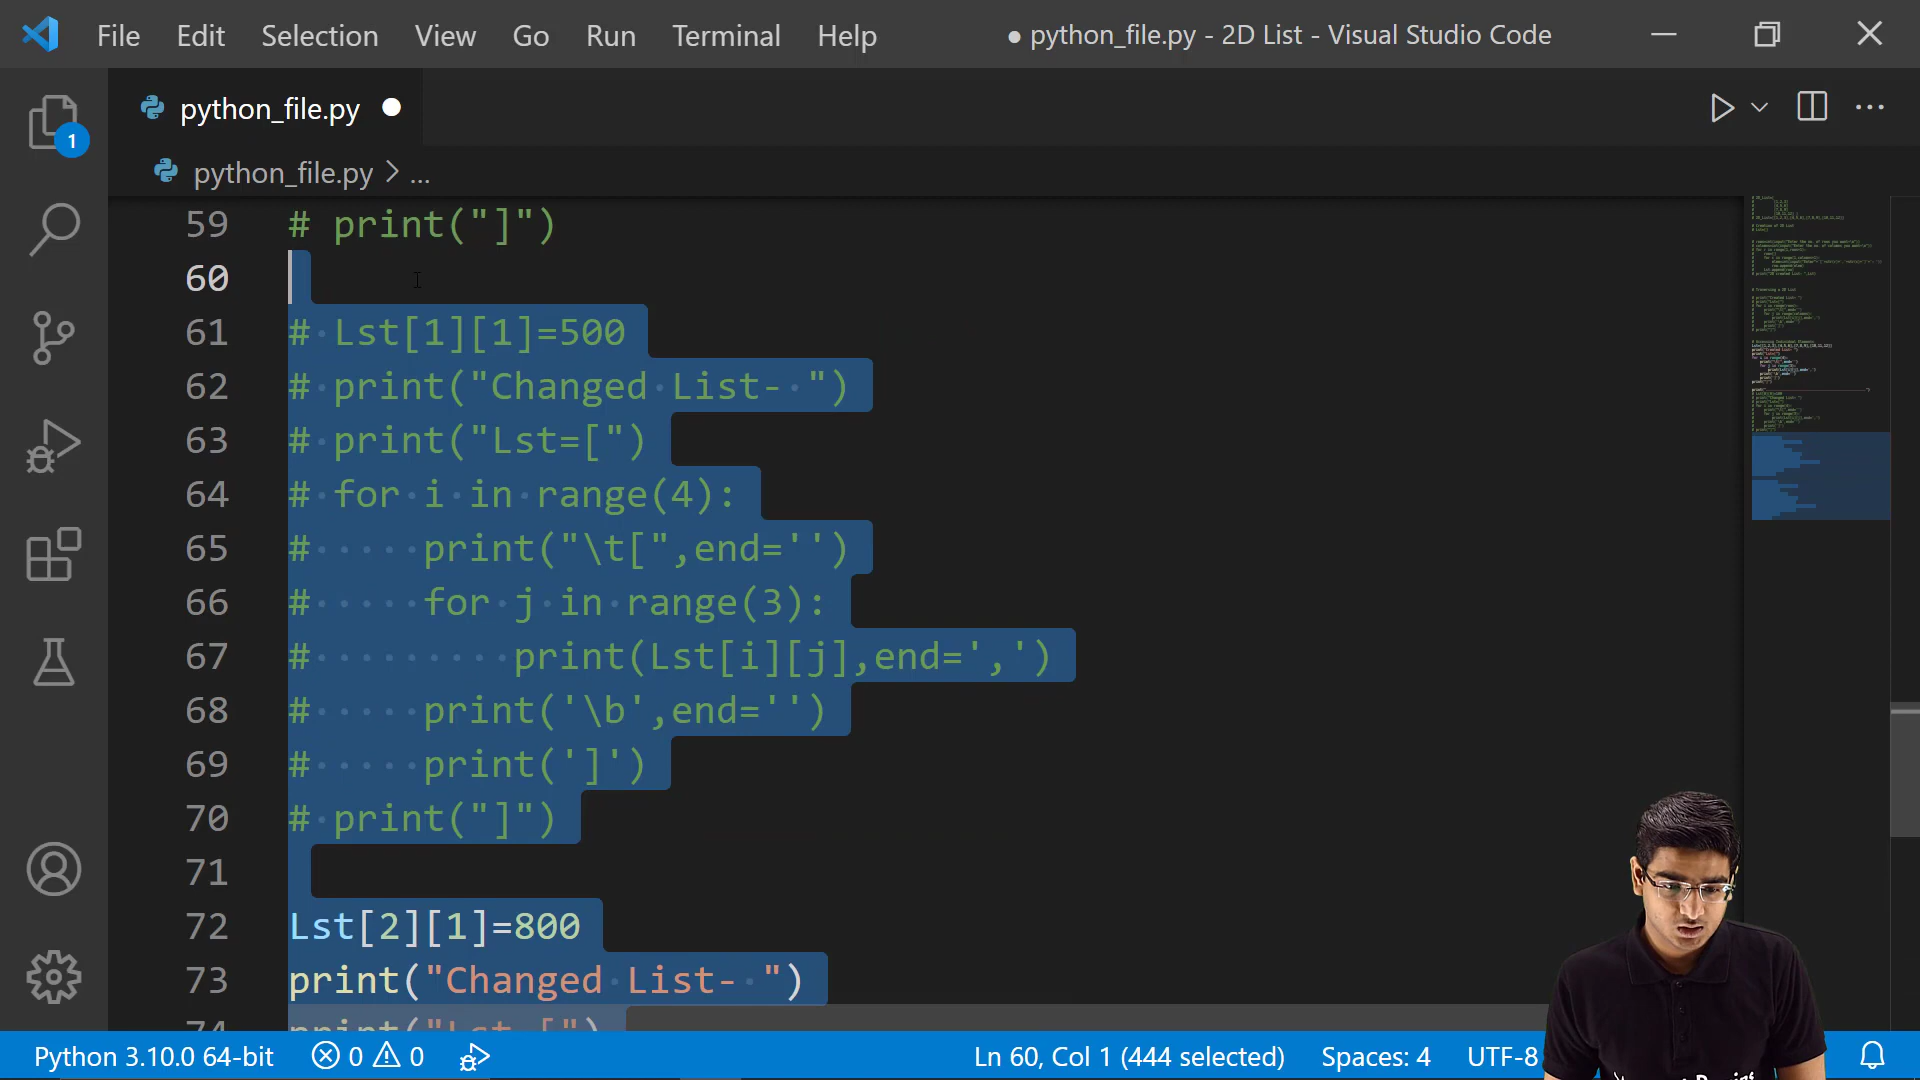 File Edit Selection View Go Run Terminal Help ● python_file.py - 2D List - Visual Studio Code
python_file.py ●
1
python_file.py > ...
59 # print("]")
60
61 # Lst[1][1]=500
62 # print("Changed List- ")
63 # print("Lst=[")
64 # for i in range(4):
65 #     print("\t[",end='')
66 #     for j in range(3):
67 #         print(Lst[i][j],end=',')
68 #     print('\b',end='')
69 #     print(']')
70 # print("]")
71
72 Lst[2][1]=800
73 print("Changed List- ")
74 print("Lst=[")
Python 3.10.0 64-bit 0 0 Ln 60, Col 1 (444 selected) Spaces: 4 UTF-8